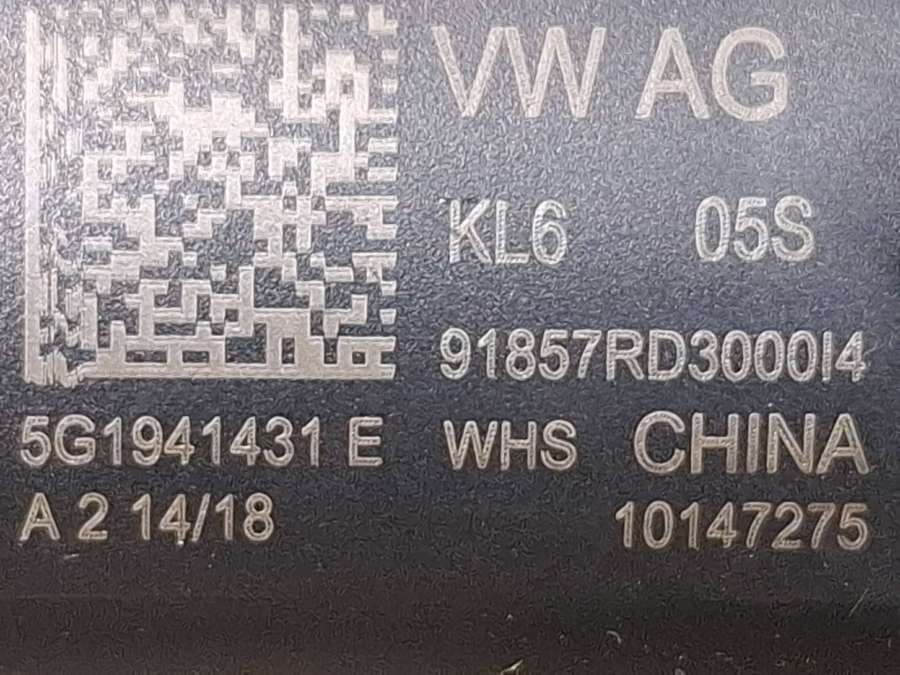 VW AG
KL6 05S
91857RD3000I4
5G1941431 E WHS CHINA
A 2 14/18 10147275